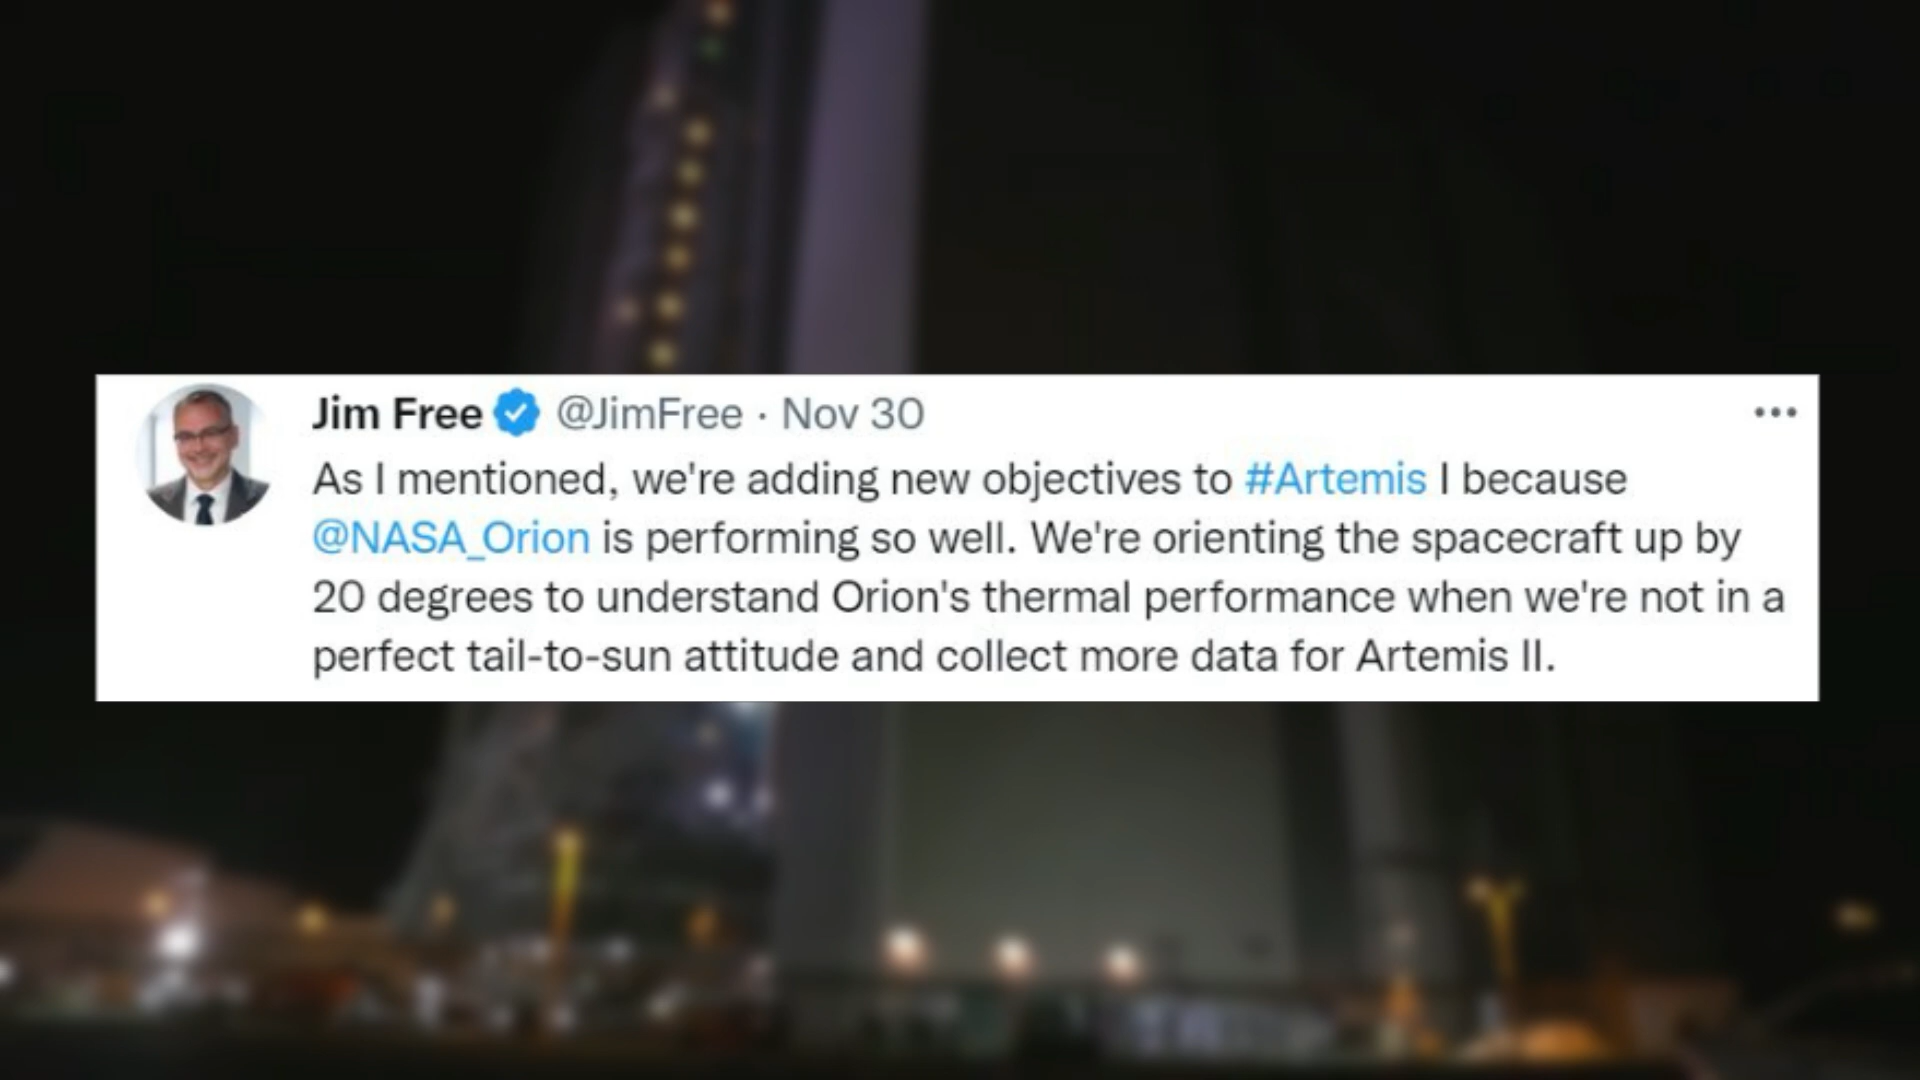 Jim Free @JimFree · Nov 30
As I mentioned, we're adding new objectives to #Artemis I because
@NASA_Orion is performing so well. We're orienting the spacecraft up by
20 degrees to understand Orion's thermal performance when we're not in a
perfect tail-to-sun attitude and collect more data for Artemis II.